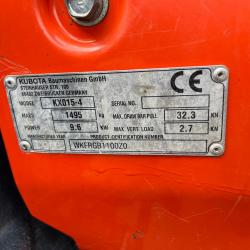 KUBOTA Baumaschinen GmbH
STEINHAUSER STR. 100
66482 ZWEIBRÜCKEN GERMANY
CE
MODEL KX015-4 SERIAL NO.
MASS 1495 KG MAX. DRAW BAR PULL 32.3 KN
POWER 9.6 KW MAX VERT. LOAD 2.7 KN
PRODUCT IDENTIFICATION NUMBER
WKFRGB1100Z0